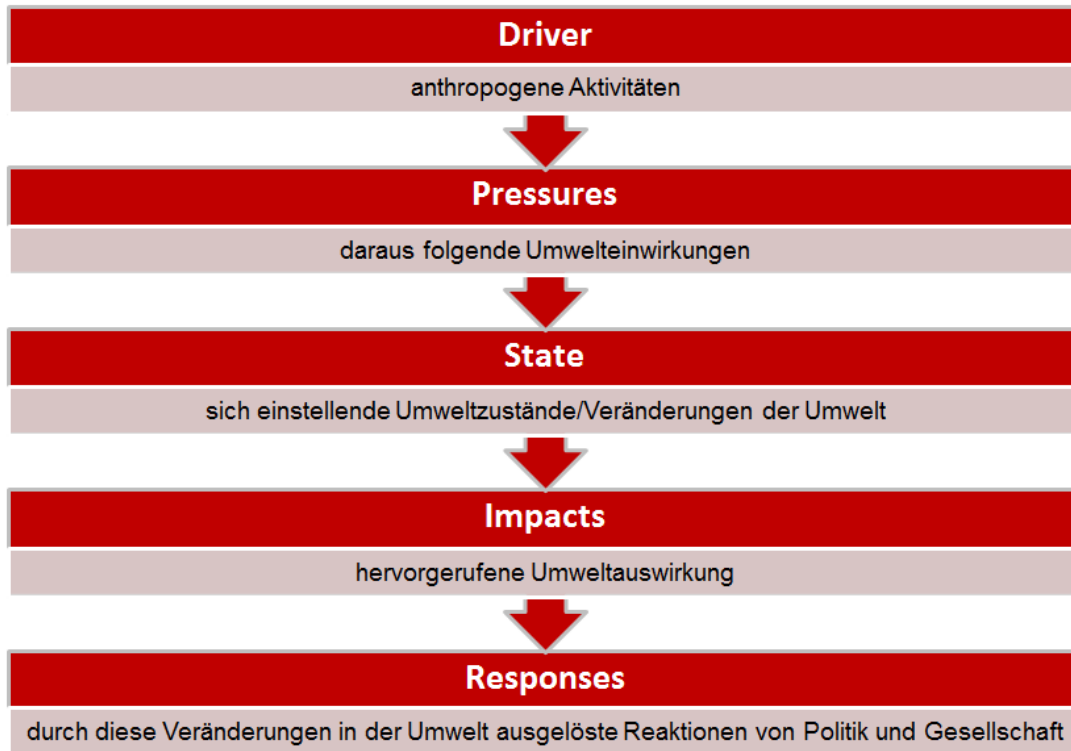 Driver
anthropogene Aktivitäten
Pressures
daraus folgende Umwelteinwirkungen
State
sich einstellende Umweltzustände/Veränderungen der Umwelt
Impacts
hervorgerufene Umweltauswirkung
Responses
durch diese Veränderungen in der Umwelt ausgelöste Reaktionen von Politik und Gesellschaft